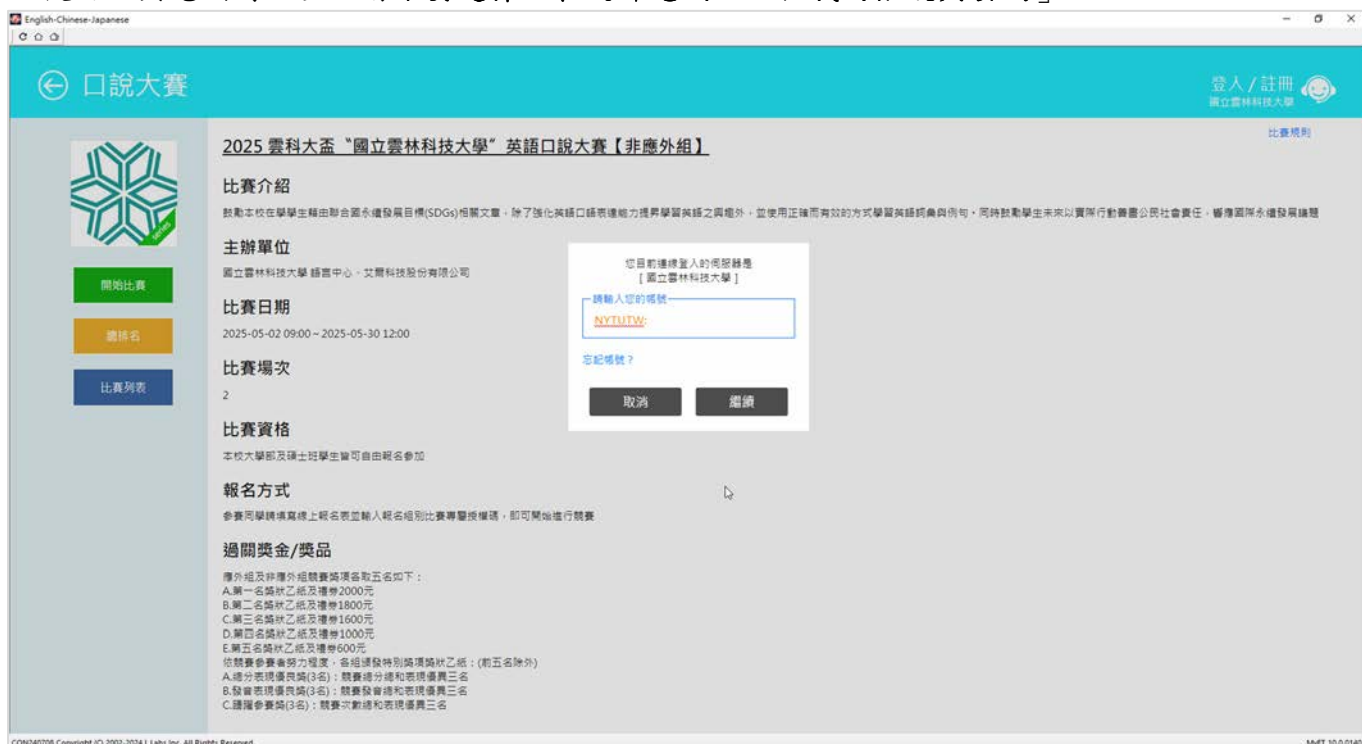 English-Chinese-Japanese
口說大賽
登入 / 註冊
國立雲林科技大學
比賽規則
series
開始比賽
總排名
比賽列表
2025 雲科大盃〝國立雲林科技大學〞英語口說大賽【非應外組】
比賽介紹
鼓勵本校在學學生藉由聯合國永續發展目標(SDGs)相關文章，除了強化英語口語表達能力提昇學習英語之興趣外，並使用正確而有效的方式學習英語詞彙與例句，同時鼓勵學生未來以實際行動善盡公民社會責任，響應國際永續發展議題
主辦單位
國立雲林科技大學 語言中心、艾爾科技股份有限公司
比賽日期
2025-05-02 09:00 ~ 2025-05-30 12:00
比賽場次
2
比賽資格
本校大學部及碩士班學生皆可自由報名參加
報名方式
參賽同學請填寫線上報名表並輸入報名組別比賽專屬授權碼，即可開始進行競賽
過關獎金/獎品
應外組及非應外組競賽獎項各取五名如下：
A.第一名獎狀乙紙及禮券2000元
B.第二名獎狀乙紙及禮券1800元
C.第三名獎狀乙紙及禮券1600元
D.第四名獎狀乙紙及禮券1000元
E.第五名獎狀乙紙及禮券600元
依競賽參賽者努力程度，各組頒發特別獎項獎狀乙紙：(前五名除外)
A.總分表現優良獎(3名)：競賽總分總和表現優異三名
B.發音表現優良獎(3名)：競賽發音總和表現優異三名
C.踴躍參賽獎(3名)：競賽次數總和表現優異三名
您目前連線登入的伺服器是
[ 國立雲林科技大學 ]
請輸入您的帳號
NYTUTW:
忘記帳號？
取消
繼續
CON240708 Copyright (C) 2002-2024 L Labs Inc. All Rights Reserved
MyET 10.0.0140